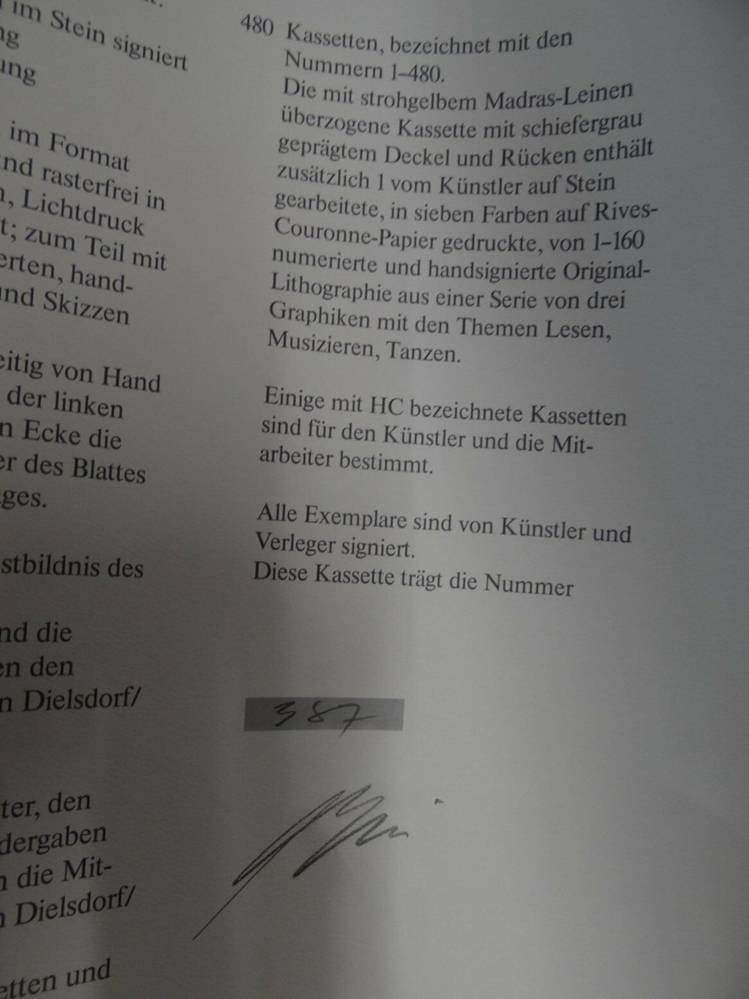 im Stein signiert
ng
ung
im Format
nd rasterfrei in
n, Lichtdruck
t; zum Teil mit
erten, hand-
und Skizzen
eitig von Hand
der linken
n Ecke die
er des Blattes
ges.
stbildnis des
nd die
en den
n Dielsdorf/
ter, den
dergaben
n die Mit-
n Dielsdorf/
etten und
480 Kassetten, bezeichnet mit den
Nummern 1–480.
Die mit strohgelbem Madras-Leinen
überzogene Kassette mit schiefergrau
geprägtem Deckel und Rücken enthält
zusätzlich 1 vom Künstler auf Stein
gearbeitete, in sieben Farben auf Rives-
Couronne-Papier gedruckte, von 1–160
numerierte und handsignierte Original-
Lithographie aus einer Serie von drei
Graphiken mit den Themen Lesen,
Musizieren, Tanzen.
Einige mit HC bezeichnete Kassetten
sind für den Künstler und die Mit-
arbeiter bestimmt.
Alle Exemplare sind von Künstler und
Verleger signiert.
Diese Kassette trägt die Nummer
387